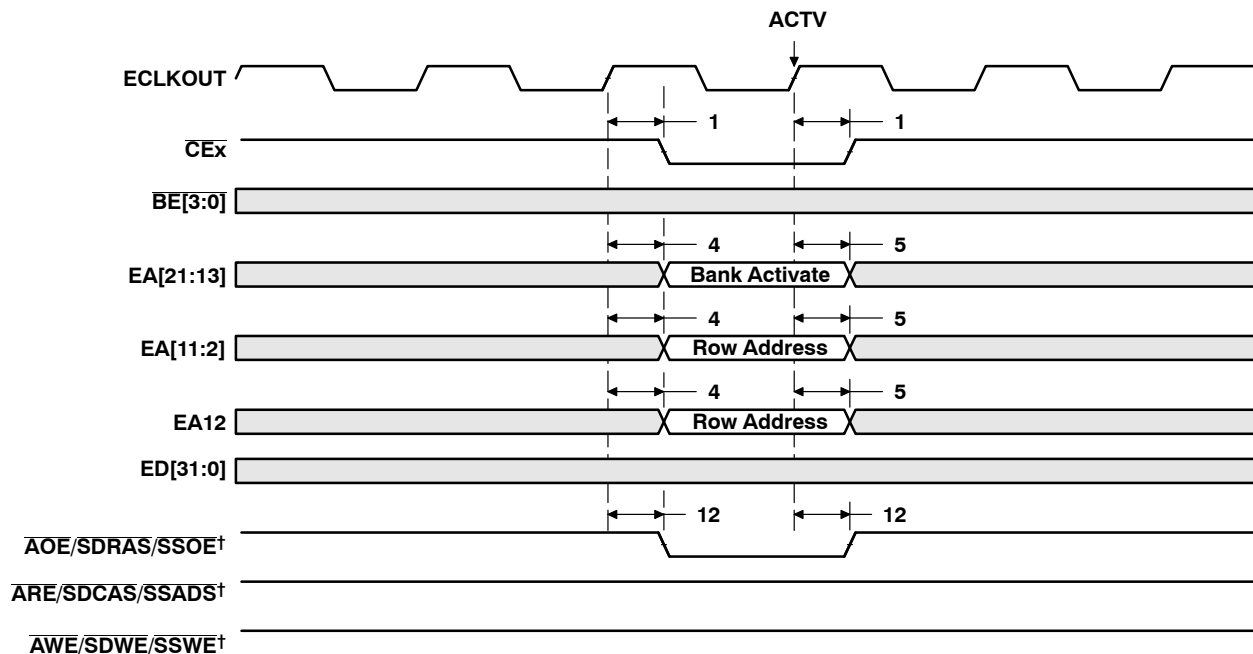 ACTV
ECLKOUT
1 1
CEx
BE[3:0]
4 5
EA[21:13] Bank Activate
4 5
EA[11:2] Row Address
4 5
EA12 Row Address
ED[31:0]
12 12
AOE/SDRAS/SSOE†
ARE/SDCAS/SSADS†
AWE/SDWE/SSWE†